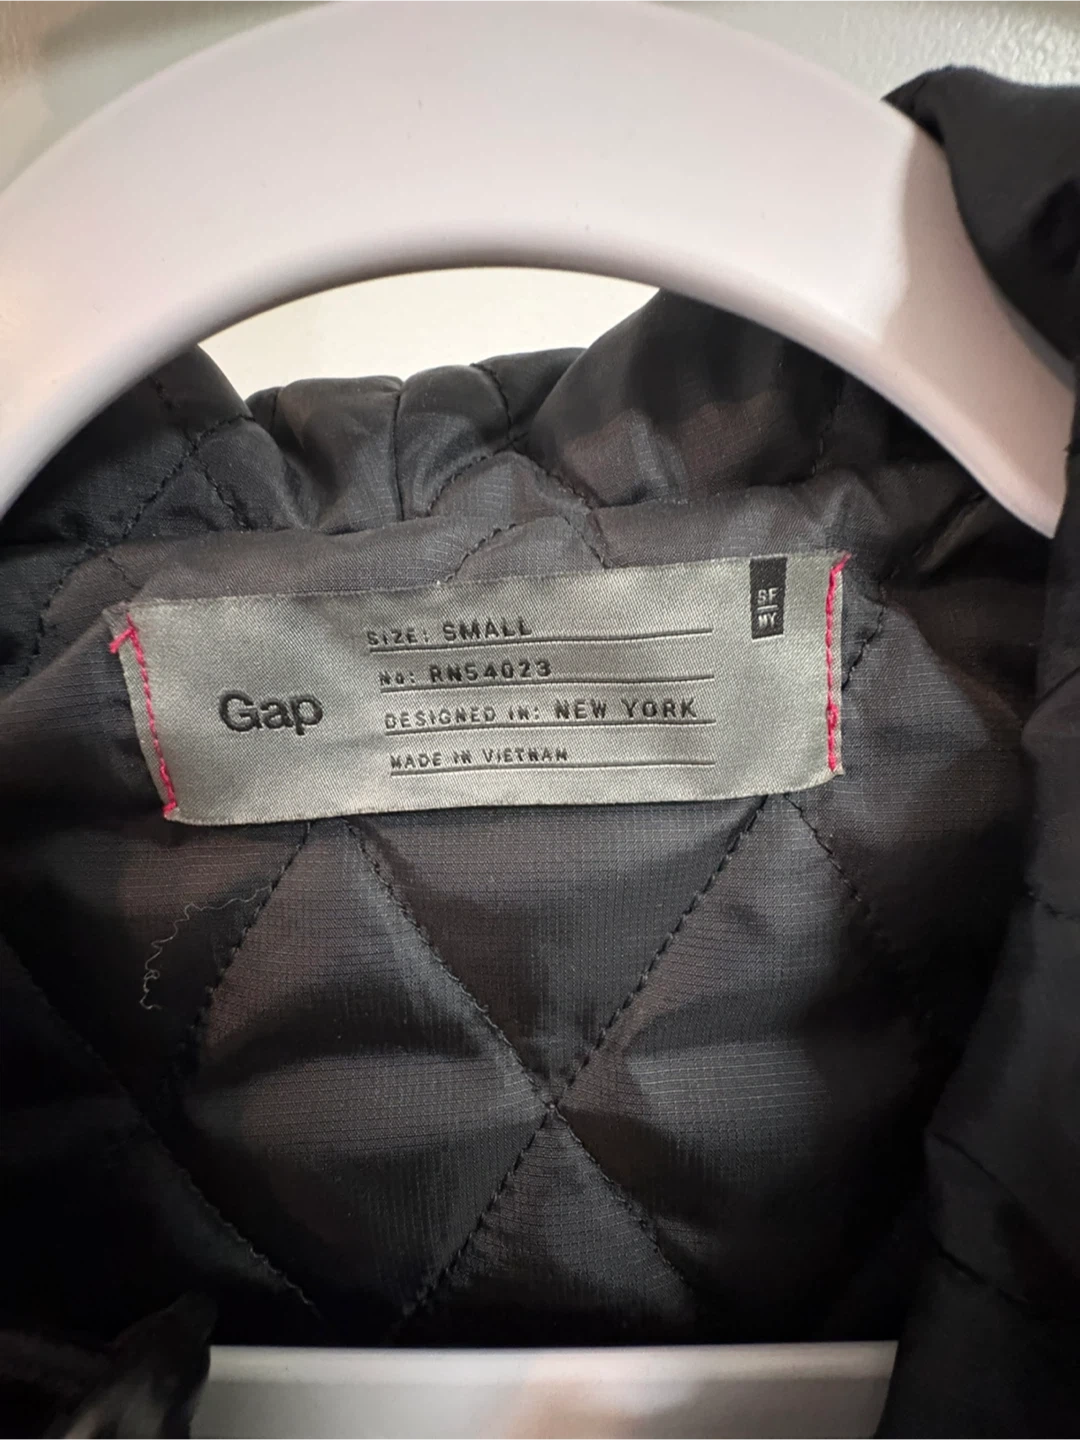 Gap
SIZE: SMALL
No: RN54023
DESIGNED IN: NEW YORK
MADE IN VIETNAM
SF
NY